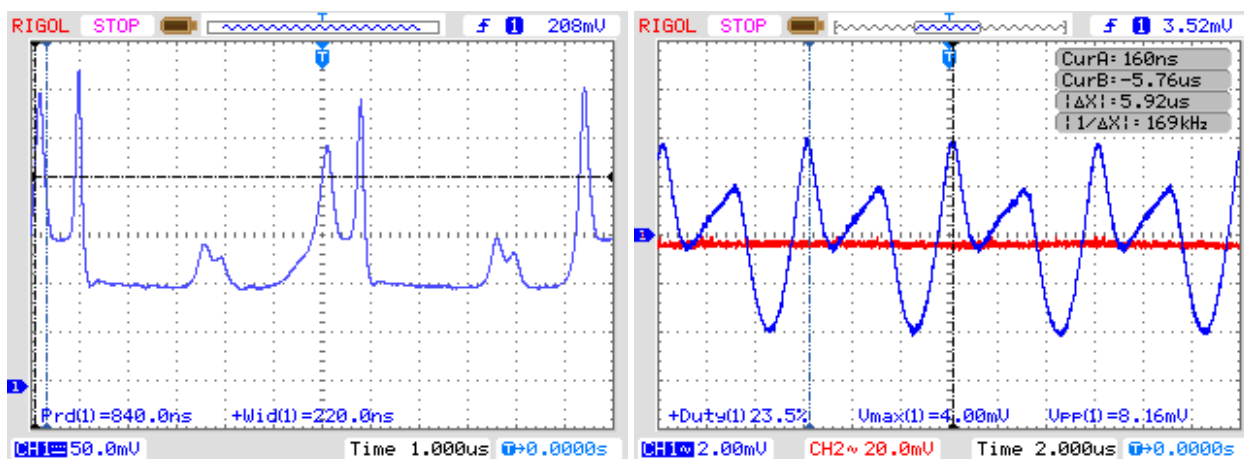 RIGOL STOP T f 1 208mV
T
1
Prd(1)=840.0ns +Wid(1)=220.0ns
CH1 50.0mV Time 1.000us T→0.0000s
RIGOL STOP T f 1 3.52mV
T
CurA: 160ns
CurB: -5.76us
|ΔX|: 5.92us
|1/ΔX|: 169kHz
1
+Duty(1) 23.5% Vmax(1)=4.00mV Vpp(1)=8.16mV
CH1~ 2.00mV CH2~ 20.0mV Time 2.000us T→0.0000s